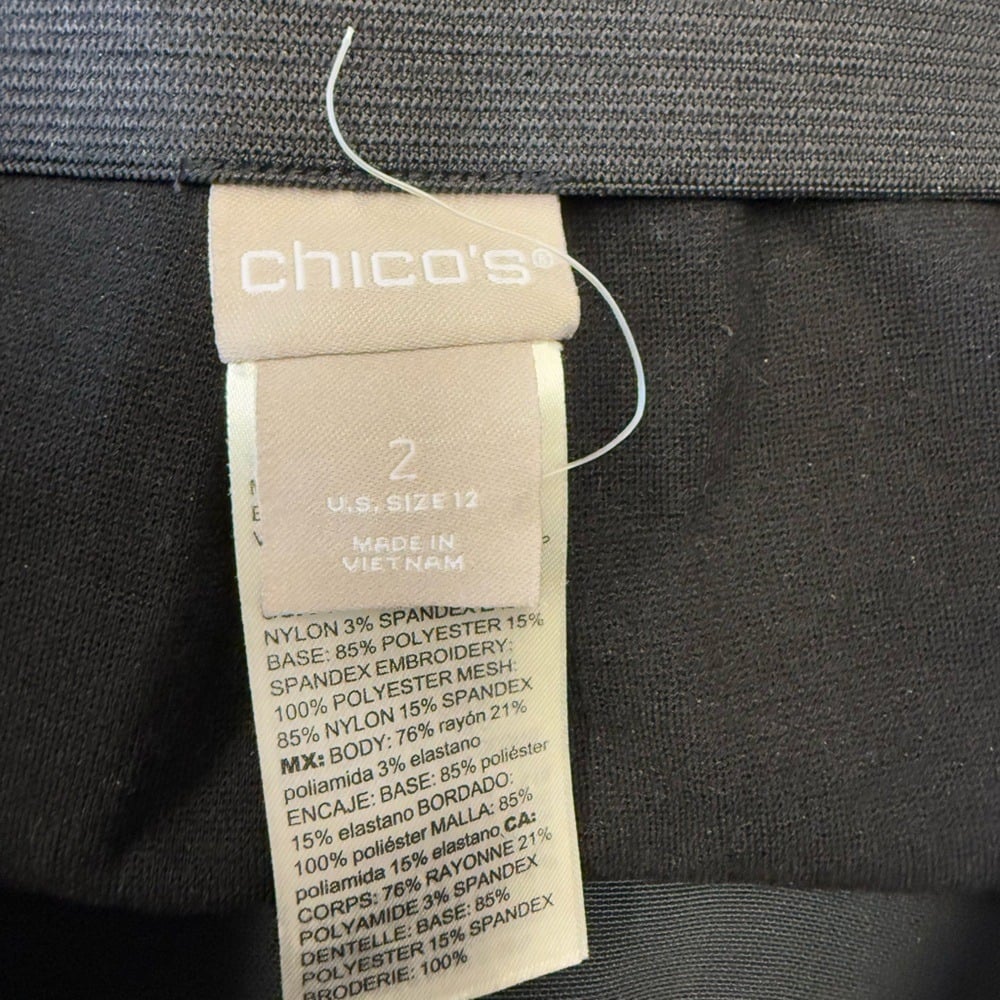 chico's®
2
U.S. SIZE 12
MADE IN
VIETNAM
NYLON 3% SPANDEX
BASE: 85% POLYESTER 15%
SPANDEX EMBROIDERY:
100% POLYESTER MESH:
85% NYLON 15% SPANDEX
MX: BODY: 76% rayón 21%
poliamida 3% elastano
ENCAJE: BASE: 85% poliéster
15% elastano BORDADO:
100% poliéster MALLA: 85%
poliamida 15% elastano CA:
CORPS: 76% RAYONNE 21%
POLYAMIDE 3% SPANDEX
DENTELLE: BASE: 85%
POLYESTER 15% SPANDEX
BRODERIE: 100%